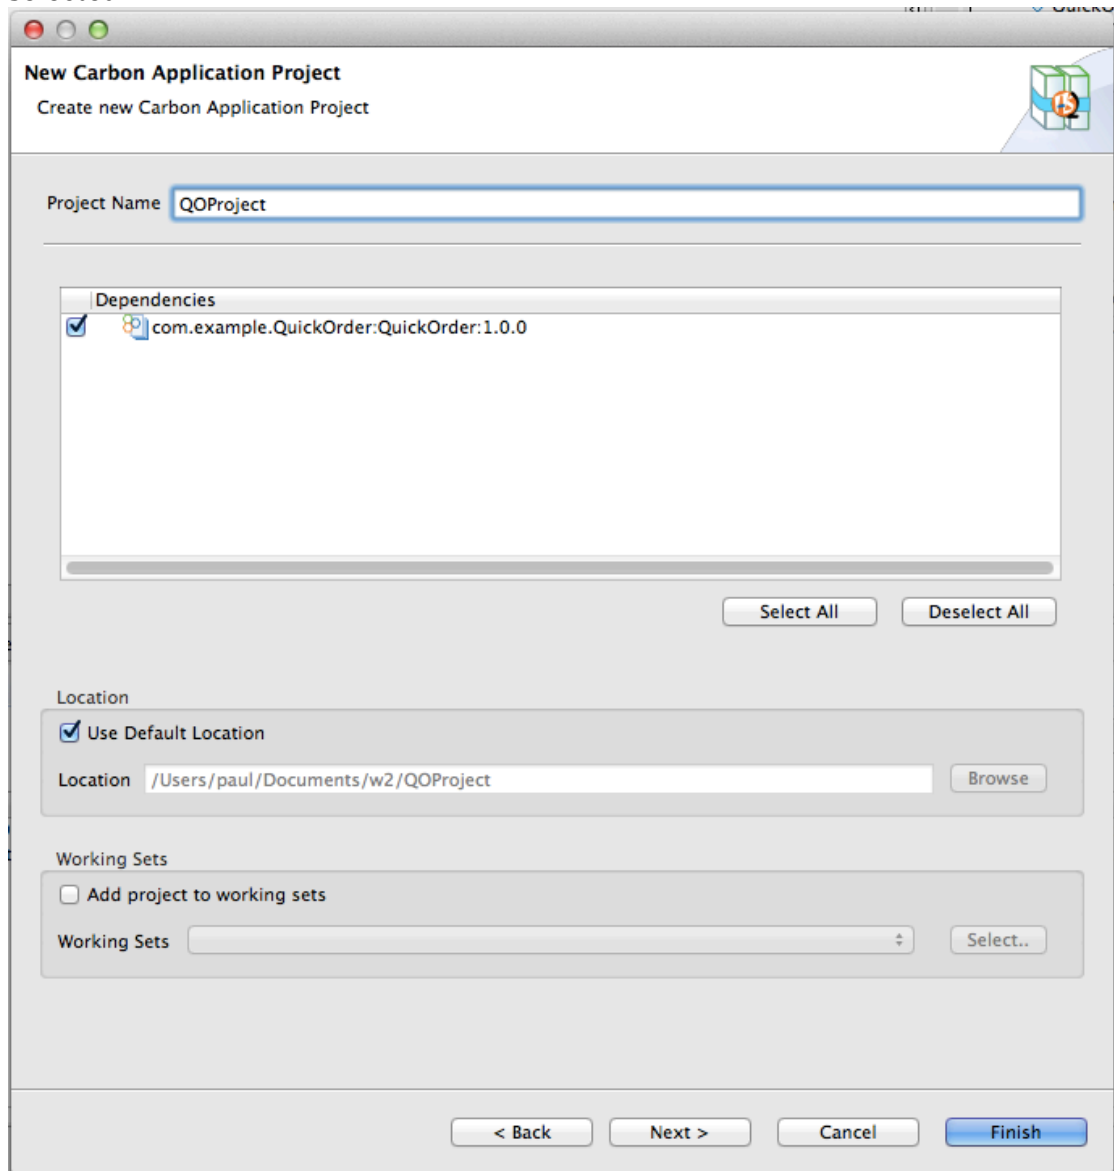 New Carbon Application Project
Create new Carbon Application Project
Project Name QOProject
Dependencies
com.example.QuickOrder:QuickOrder:1.0.0
Select All Deselect All
Location
Use Default Location
Location /Users/paul/Documents/w2/QOProject Browse
Working Sets
Add project to working sets
Working Sets Select..
< Back Next > Cancel Finish